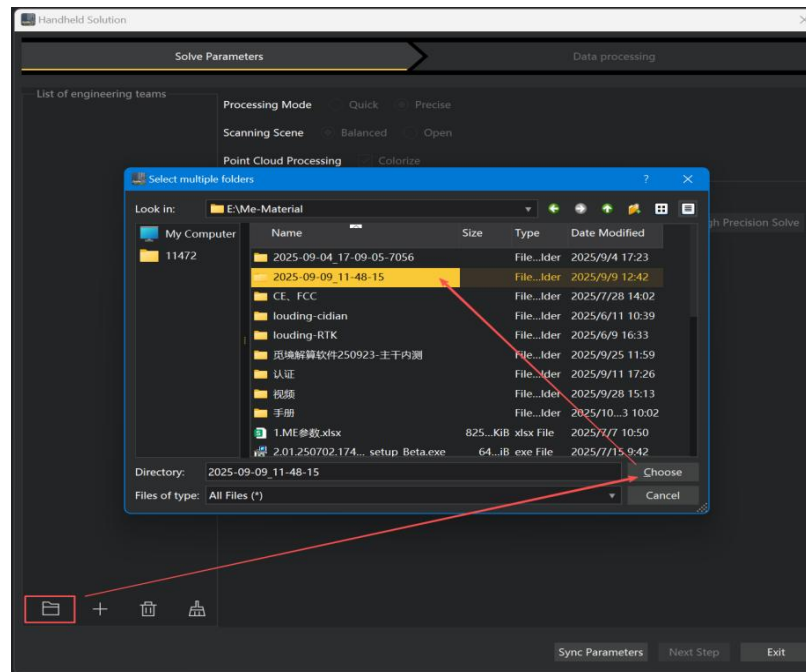 Handheld Solution
Solve Parameters
Data processing
List of engineering teams
Processing Mode Quick Precise
Scanning Scene Balanced Open
Point Cloud Processing Colorize
Select multiple folders ?
Look in: E:\Me-Material
gh Precision Solve
My Computer
11472
Name Size Type Date Modified
2025-09-04_17-09-05-7056 File...lder 2025/9/4 17:23
2025-09-09_11-48-15 File...lder 2025/9/9 12:42
CE、FCC File...lder 2025/7/28 14:02
louding-cidian File...lder 2025/6/11 10:39
louding-RTK File...lder 2025/6/9 16:33
觅境解算软件250923-主干内测 File...lder 2025/9/25 11:59
认证 File...lder 2025/9/11 17:26
视频 File...lder 2025/9/28 15:13
手册 File...lder 2025/10...3 10:02
1.ME参数.xlsx 825...KiB xlsx File 2025/7/7 10:50
2.01.250702.174... setup Beta.exe 64...iB exe File 2025/7/15 9:42
Directory: 2025-09-09_11-48-15 Choose
Files of type: All Files (*) Cancel
Sync Parameters Next Step Exit